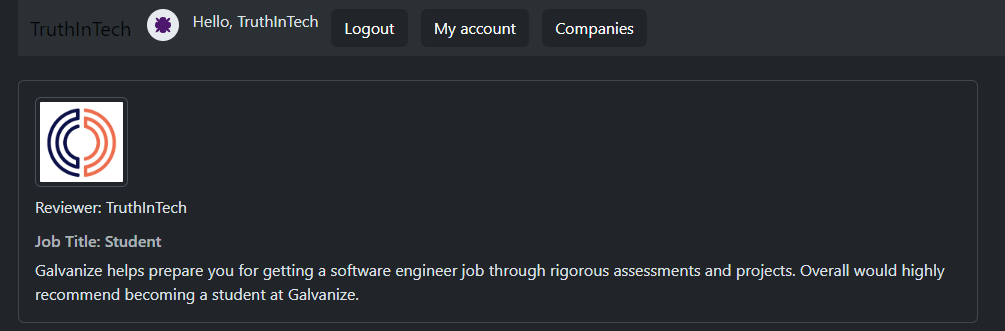 TruthInTech Hello, TruthInTech Logout My account Companies
Reviewer: TruthInTech
Job Title: Student
Galvanize helps prepare you for getting a software engineer job through rigorous assessments and projects. Overall would highly
recommend becoming a student at Galvanize.